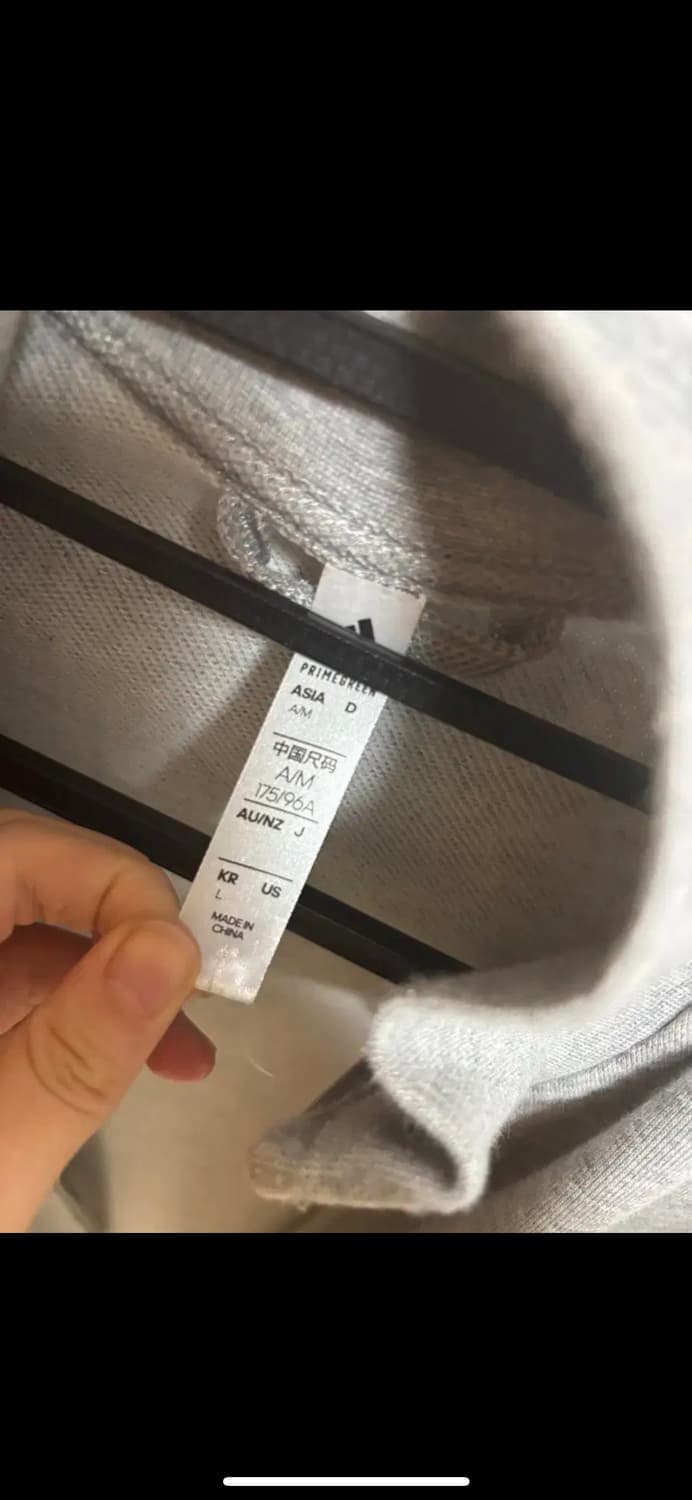 PRIMEGREEN
ASIA D
A/M
中国尺码
A/M
175/96A
AU/NZ J
KR US
L
MADE IN
CHINA